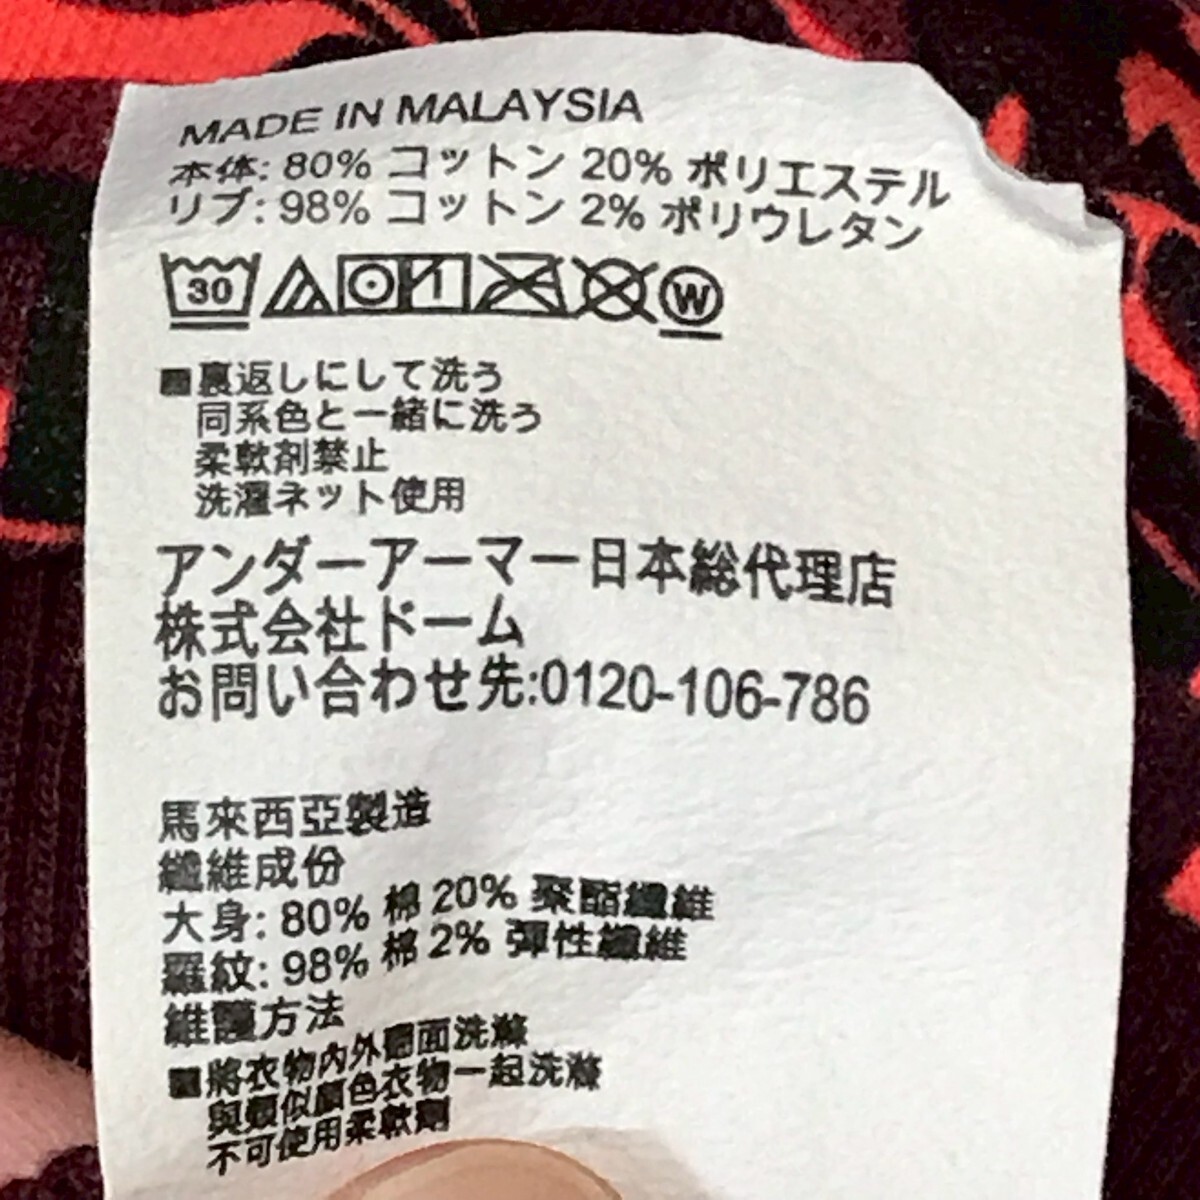 MADE IN MALAYSIA
本体: 80% コットン 20% ポリエステル
リブ: 98% コットン 2% ポリウレタン
30 W
■裏返しにして洗う
同系色と一緒に洗う
柔軟剤禁止
洗濯ネット使用
アンダーアーマー日本総代理店
株式会社ドーム
お問い合わせ先:0120-106-786
馬來西亞製造
纖維成份
大身: 80% 棉 20% 聚酯纖維
羅紋: 98% 棉 2% 彈性纖維
維護方法
■將衣物內外翻面洗滌
與類似顏色衣物一起洗滌
不可使用柔軟劑